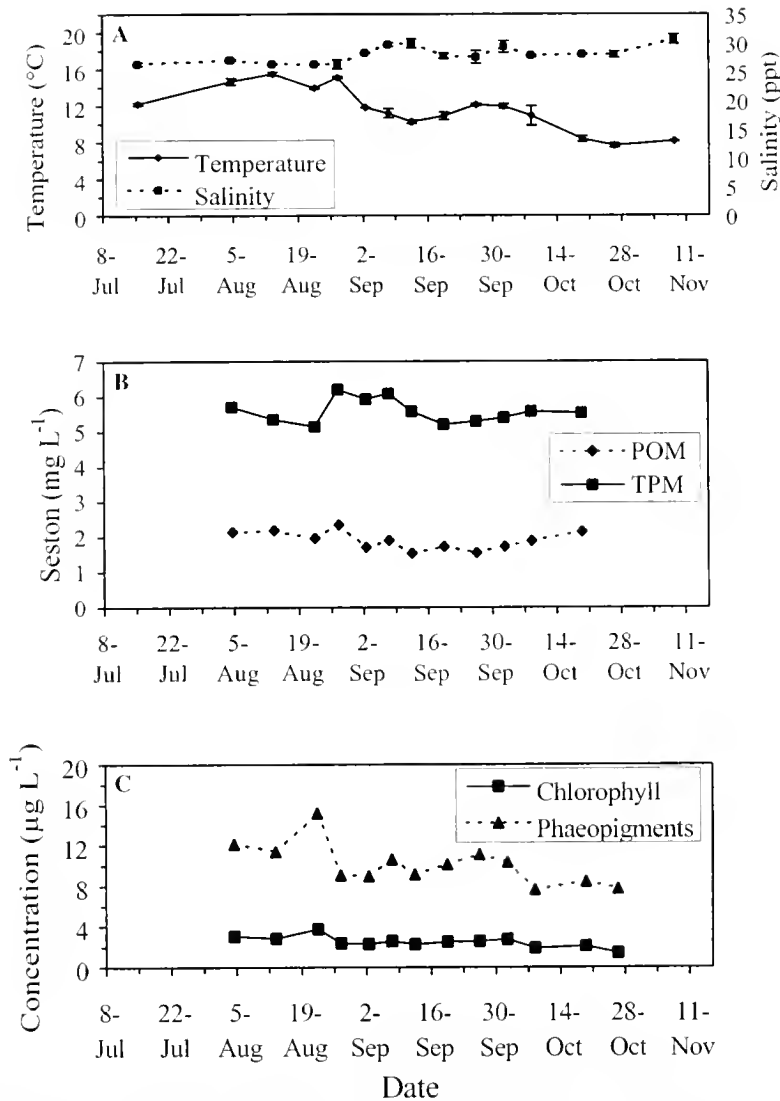 A
Temperature (°C)
20
16
12
8
4
0
Temperature
Salinity
35
30
25
20
15
10
5
0
Salinity (ppt)
8- 22- 5- 19- 2- 16- 30- 14- 28- 11-
Jul Jul Aug Aug Sep Sep Sep Oct Oct Nov
B
Seston (mg L⁻¹)
7
6
5
4
3
2
1
0
POM
TPM
8- 22- 5- 19- 2- 16- 30- 14- 28- 11-
Jul Jul Aug Aug Sep Sep Sep Oct Oct Nov
C
Concentration (µg L⁻¹)
20
16
12
8
4
0
Chlorophyll
Phaeopigments
8- 22- 5- 19- 2- 16- 30- 14- 28- 11-
Jul Jul Aug Aug Sep Sep Sep Oct Oct Nov
Date